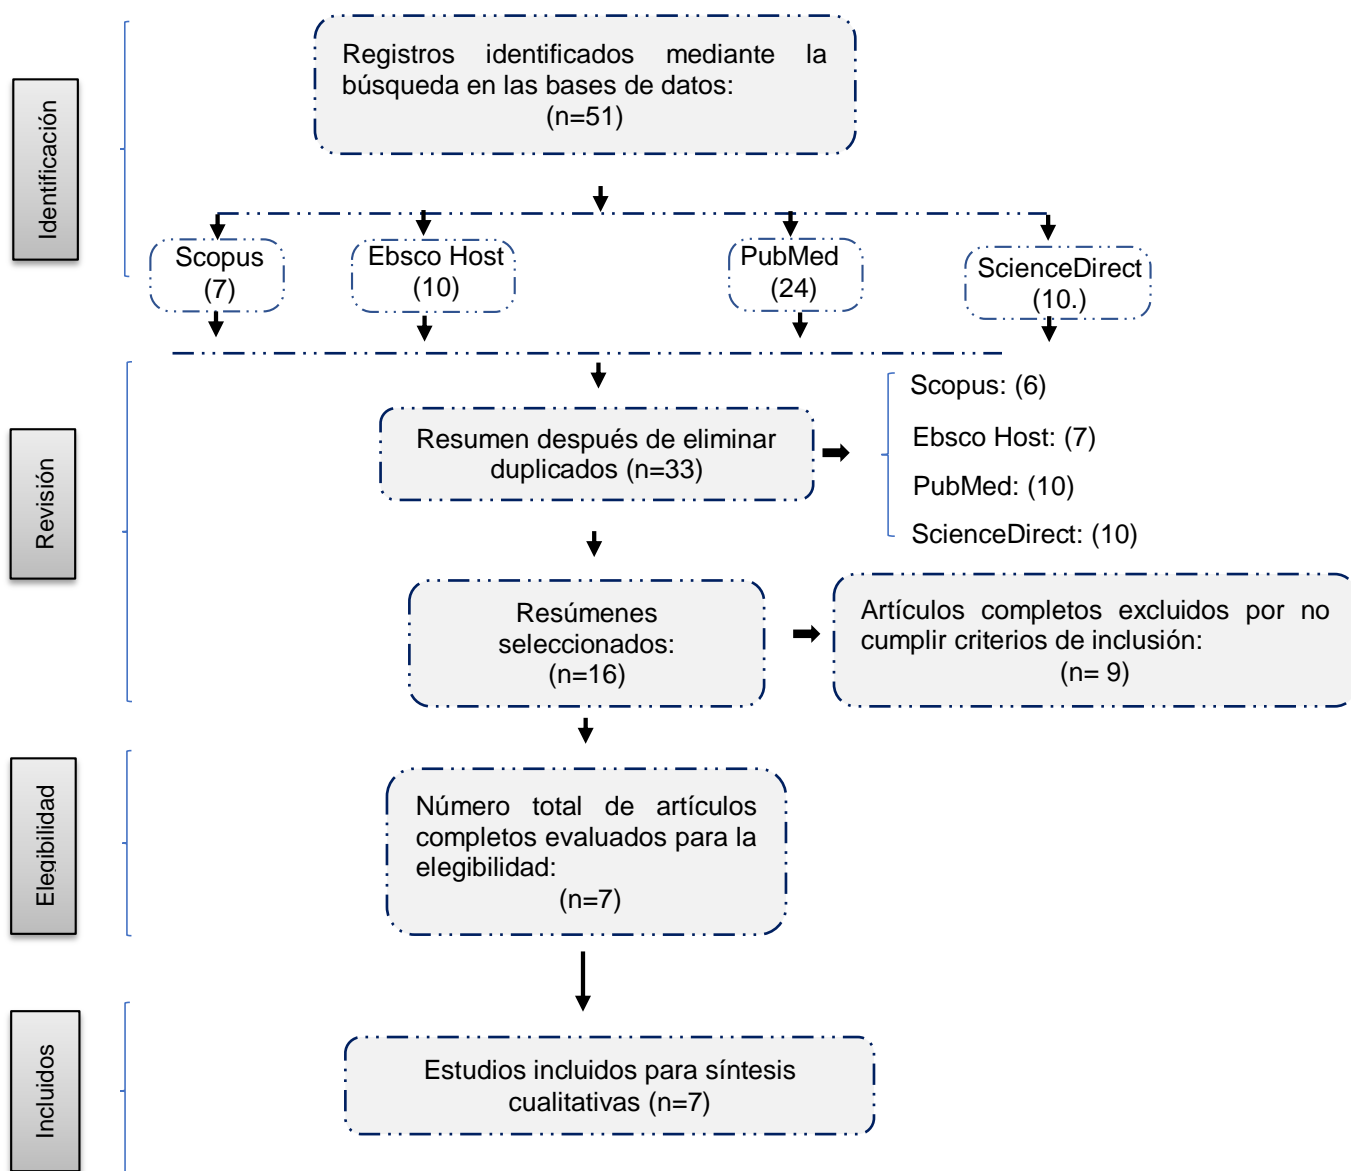 Identificación
Registros identificados mediante la
búsqueda en las bases de datos:
(n=51)
Scopus
(7)
Ebsco Host
(10)
PubMed
(24)
ScienceDirect
(10.)
Revisión
Resumen después de eliminar
duplicados (n=33)
Scopus: (6)
Ebsco Host: (7)
PubMed: (10)
ScienceDirect: (10)
Resúmenes
seleccionados:
(n=16)
Artículos completos excluidos por no
cumplir criterios de inclusión:
(n= 9)
Elegibilidad
Número total de artículos
completos evaluados para la
elegibilidad:
(n=7)
Incluidos
Estudios incluidos para síntesis
cualitativas (n=7)